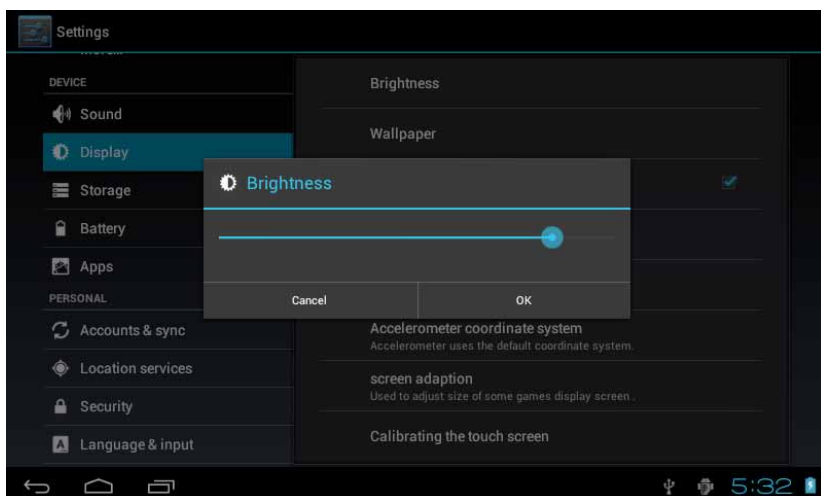 Settings
DEVICE
Sound
Display
Storage
Battery
Apps
PERSONAL
Accounts & sync
Location services
Security
Language & input
Brightness
Wallpaper
Brightness
Cancel
OK
Accelerometer coordinate system
Accelerometer uses the default coordinate system.
screen adaption
Used to adjust size of some games display screen.
Calibrating the touch screen
5:32